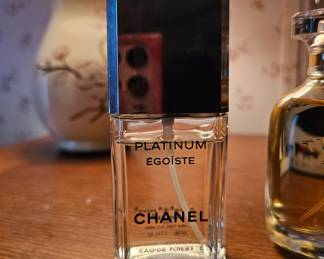 PLATINUM
ÉGOÏSTE
CHANEL
EAU DE TOILETTE